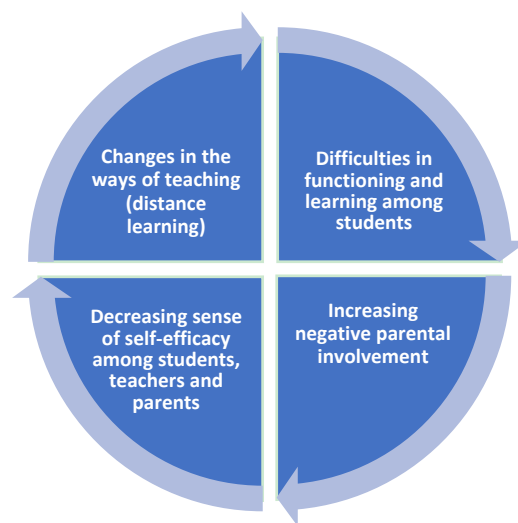 Changes in the
ways of teaching
(distance
learning)
Difficulties in
functioning and
learning among
students
Decreasing sense
of self-efficacy
among students,
teachers and
parents
Increasing
negative parental
involvement